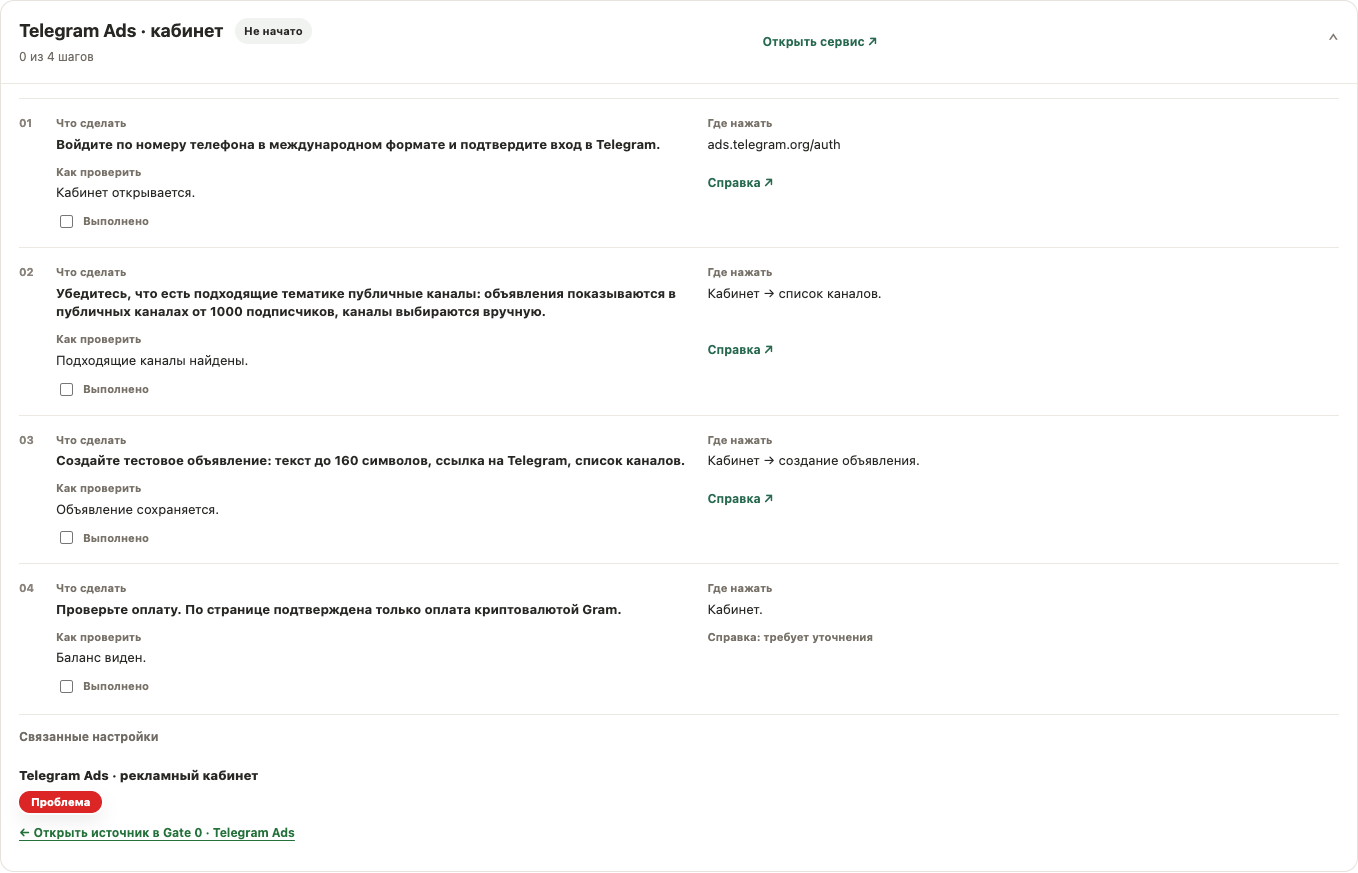 Telegram Ads · кабинет
Не начато
0 из 4 шагов
Открыть сервис ↗
01
Что сделать
Войдите по номеру телефона в международном формате и подтвердите вход в Telegram.
Как проверить
Кабинет открывается.
Выполнено
Где нажать
ads.telegram.org/auth
Справка ↗
02
Что сделать
Убедитесь, что есть подходящие тематике публичные каналы: объявления показываются в
публичных каналах от 1000 подписчиков, каналы выбираются вручную.
Как проверить
Подходящие каналы найдены.
Выполнено
Где нажать
Кабинет → список каналов.
Справка ↗
03
Что сделать
Создайте тестовое объявление: текст до 160 символов, ссылка на Telegram, список каналов.
Как проверить
Объявление сохраняется.
Выполнено
Где нажать
Кабинет → создание объявления.
Справка ↗
04
Что сделать
Проверьте оплату. По странице подтверждена только оплата криптовалютой Gram.
Как проверить
Баланс виден.
Выполнено
Где нажать
Кабинет.
Справка: требует уточнения
Связанные настройки
Telegram Ads · рекламный кабинет
Проблема
← Открыть источник в Gate 0 · Telegram Ads